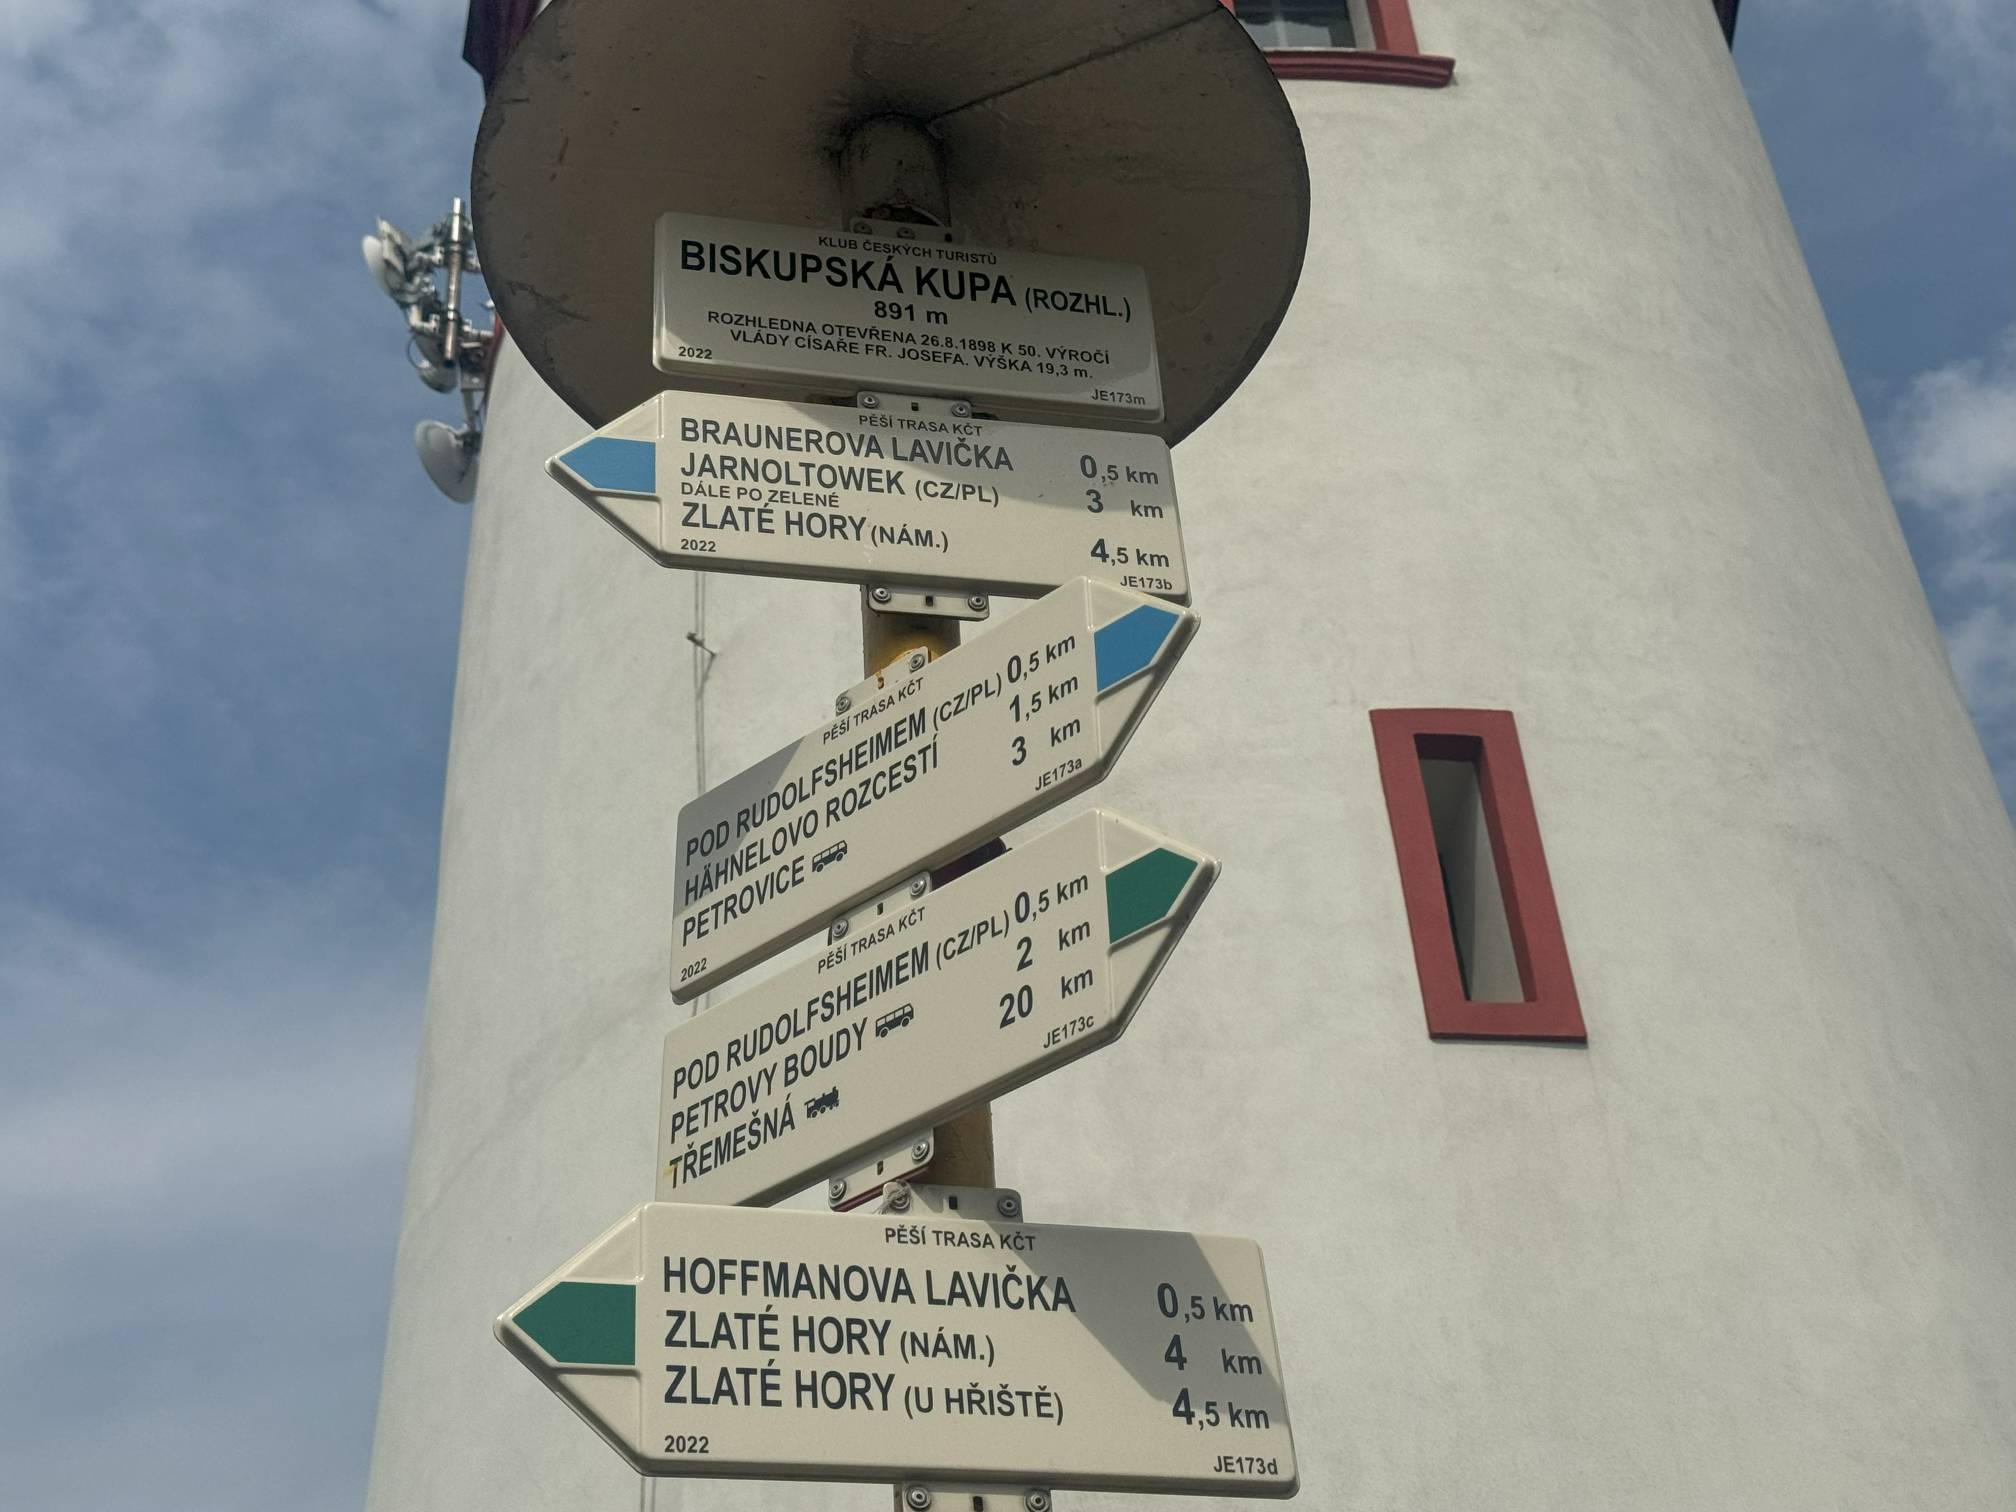 KLUB ČESKÝCH TURISTŮ
BISKUPSKÁ KUPA (ROZHL.)
891 m
ROZHLEDNA OTEVŘENA 26.8.1898 K 50. VÝROČÍ
VLÁDY CÍSAŘE FR. JOSEFA. VÝŠKA 19,3 m.
2022 JE173m
PĚŠÍ TRASA KČT
BRAUNEROVA LAVIČKA 0,5 km
JARNOLTOWEK (CZ/PL) 3 km
DÁLE PO ZELENÉ
ZLATÉ HORY (NÁM.) 4,5 km
2022 JE173b
PĚŠÍ TRASA KČT
POD RUDOLFSHEIMEM (CZ/PL) 0,5 km
HÄHNELOVO ROZCESTÍ 1,5 km
PETROVICE 3 km
2022 JE173a
PĚŠÍ TRASA KČT
POD RUDOLFSHEIMEM (CZ/PL) 0,5 km
PETROVY BOUDY 2 km
TŘEMEŠNÁ 20 km
JE173c
PĚŠÍ TRASA KČT
HOFFMANOVA LAVIČKA 0,5 km
ZLATÉ HORY (NÁM.) 4 km
ZLATÉ HORY (U HŘIŠTĚ) 4,5 km
2022 JE173d